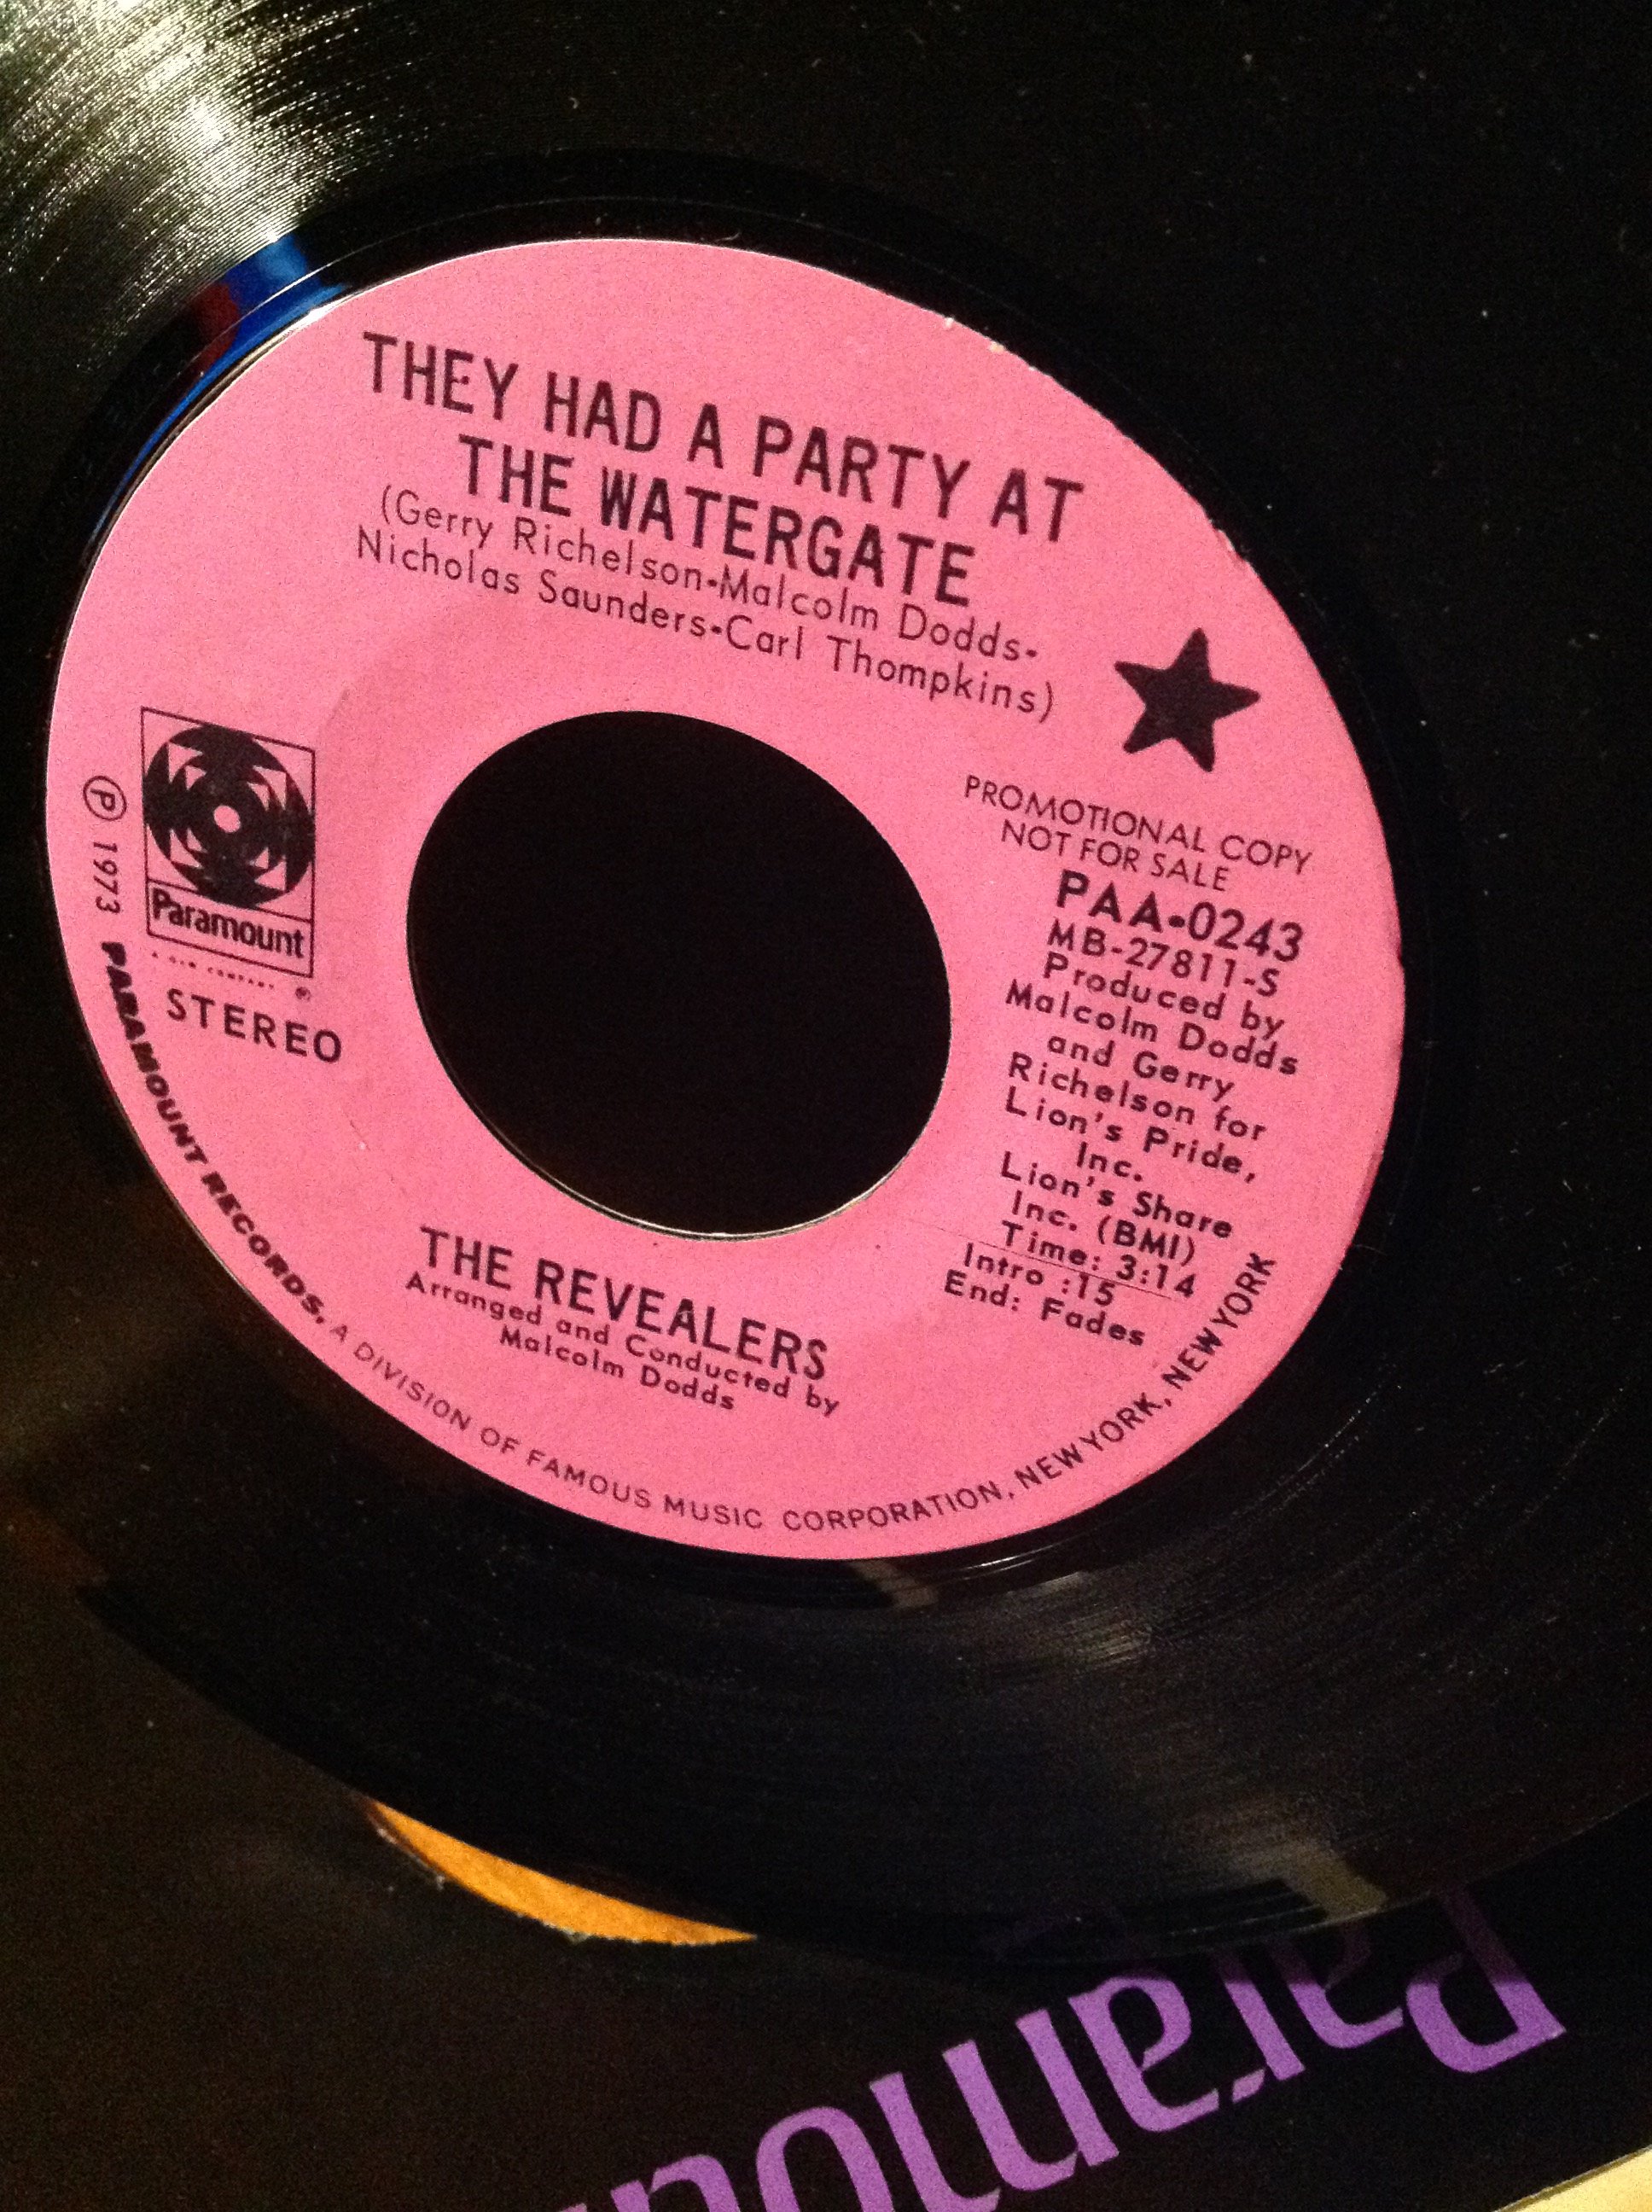 THEY HAD A PARTY AT
THE WATERGATE
(Gerry Richelson-Malcolm Dodds-
Nicholas Saunders-Carl Thompkins)
PROMOTIONAL COPY
NOT FOR SALE
PAA-0243
MB-27811-S
Produced by
Malcolm Dodds
and Gerry
Richelson for
Lion's Pride,
Inc.
Lion's Share
Inc. (BMI)
Time: 3:14
Intro :15
End: Fades
Paramount
A G+W COMPANY
®
STEREO
THE REVEALERS
Arranged and Conducted by
Malcolm Dodds
℗ 1973 PARAMOUNT RECORDS. A DIVISION OF FAMOUS MUSIC CORPORATION, NEW YORK, NEW YORK
Paramou